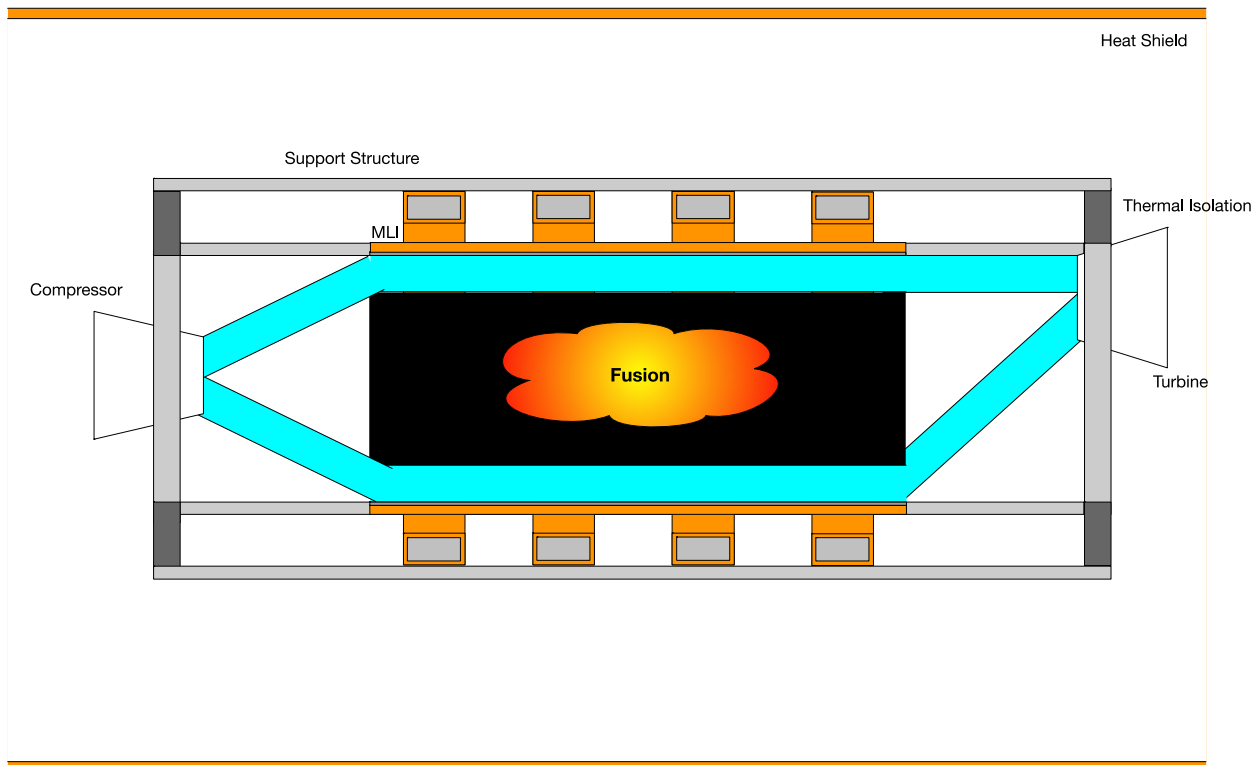 Heat Shield
Support Structure
Thermal Isolation
MLI
Compressor
Fusion
Turbine